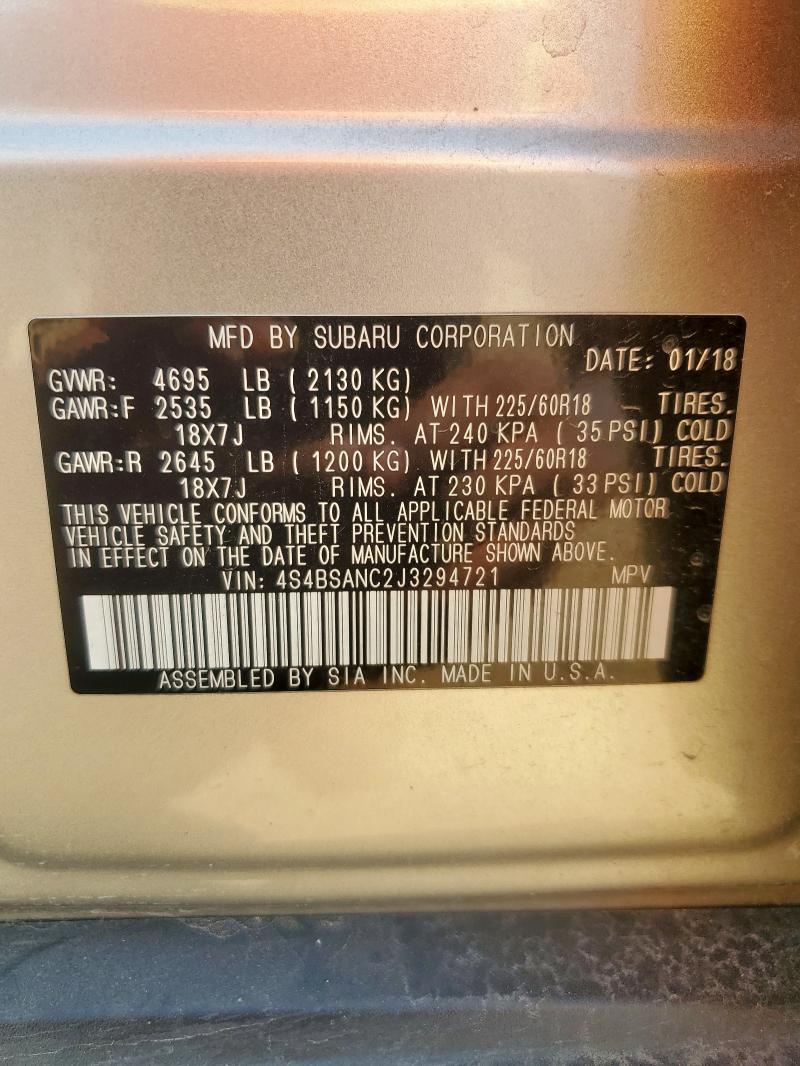 MFD BY SUBARU CORPORATION
DATE: 01/18
GVWR: 4695 LB ( 2130 KG)
GAWR:F 2535 LB ( 1150 KG) WITH 225/60R18 TIRES.
18X7J RIMS. AT 240 KPA ( 35 PSI) COLD
GAWR:R 2645 LB ( 1200 KG) WITH 225/60R18 TIRES.
18X7J RIMS. AT 230 KPA ( 33 PSI) COLD
THIS VEHICLE CONFORMS TO ALL APPLICABLE FEDERAL MOTOR
VEHICLE SAFETY AND THEFT PREVENTION STANDARDS
IN EFFECT ON THE DATE OF MANUFACTURE SHOWN ABOVE.
VIN: 4S4BSANC2J3294721 MPV
ASSEMBLED BY SIA INC. MADE IN U.S.A.